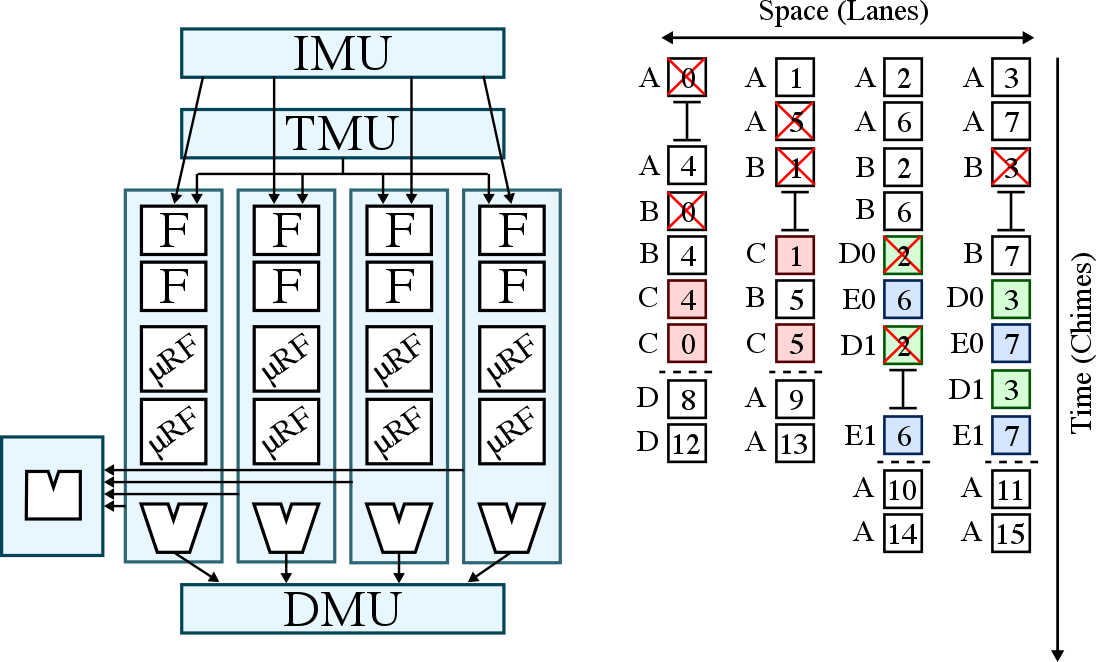 IMU
TMU
F F F F
F F F F
μRF μRF μRF μRF
μRF μRF μRF μRF
DMU
Space (Lanes)
A 0 A 1 A 2 A 3
A 5 A 6 A 7
A 4 B 1 B 2 B 3
B 0 B 6
B 4 C 1 D0 2 B 7
C 4 B 5 E0 6 D0 3
C 0 C 5 D1 2 E0 7
D 8 A 9 D1 3
D 12 A 13 E1 6 E1 7
A 10 A 11
A 14 A 15
Time (Chimes)